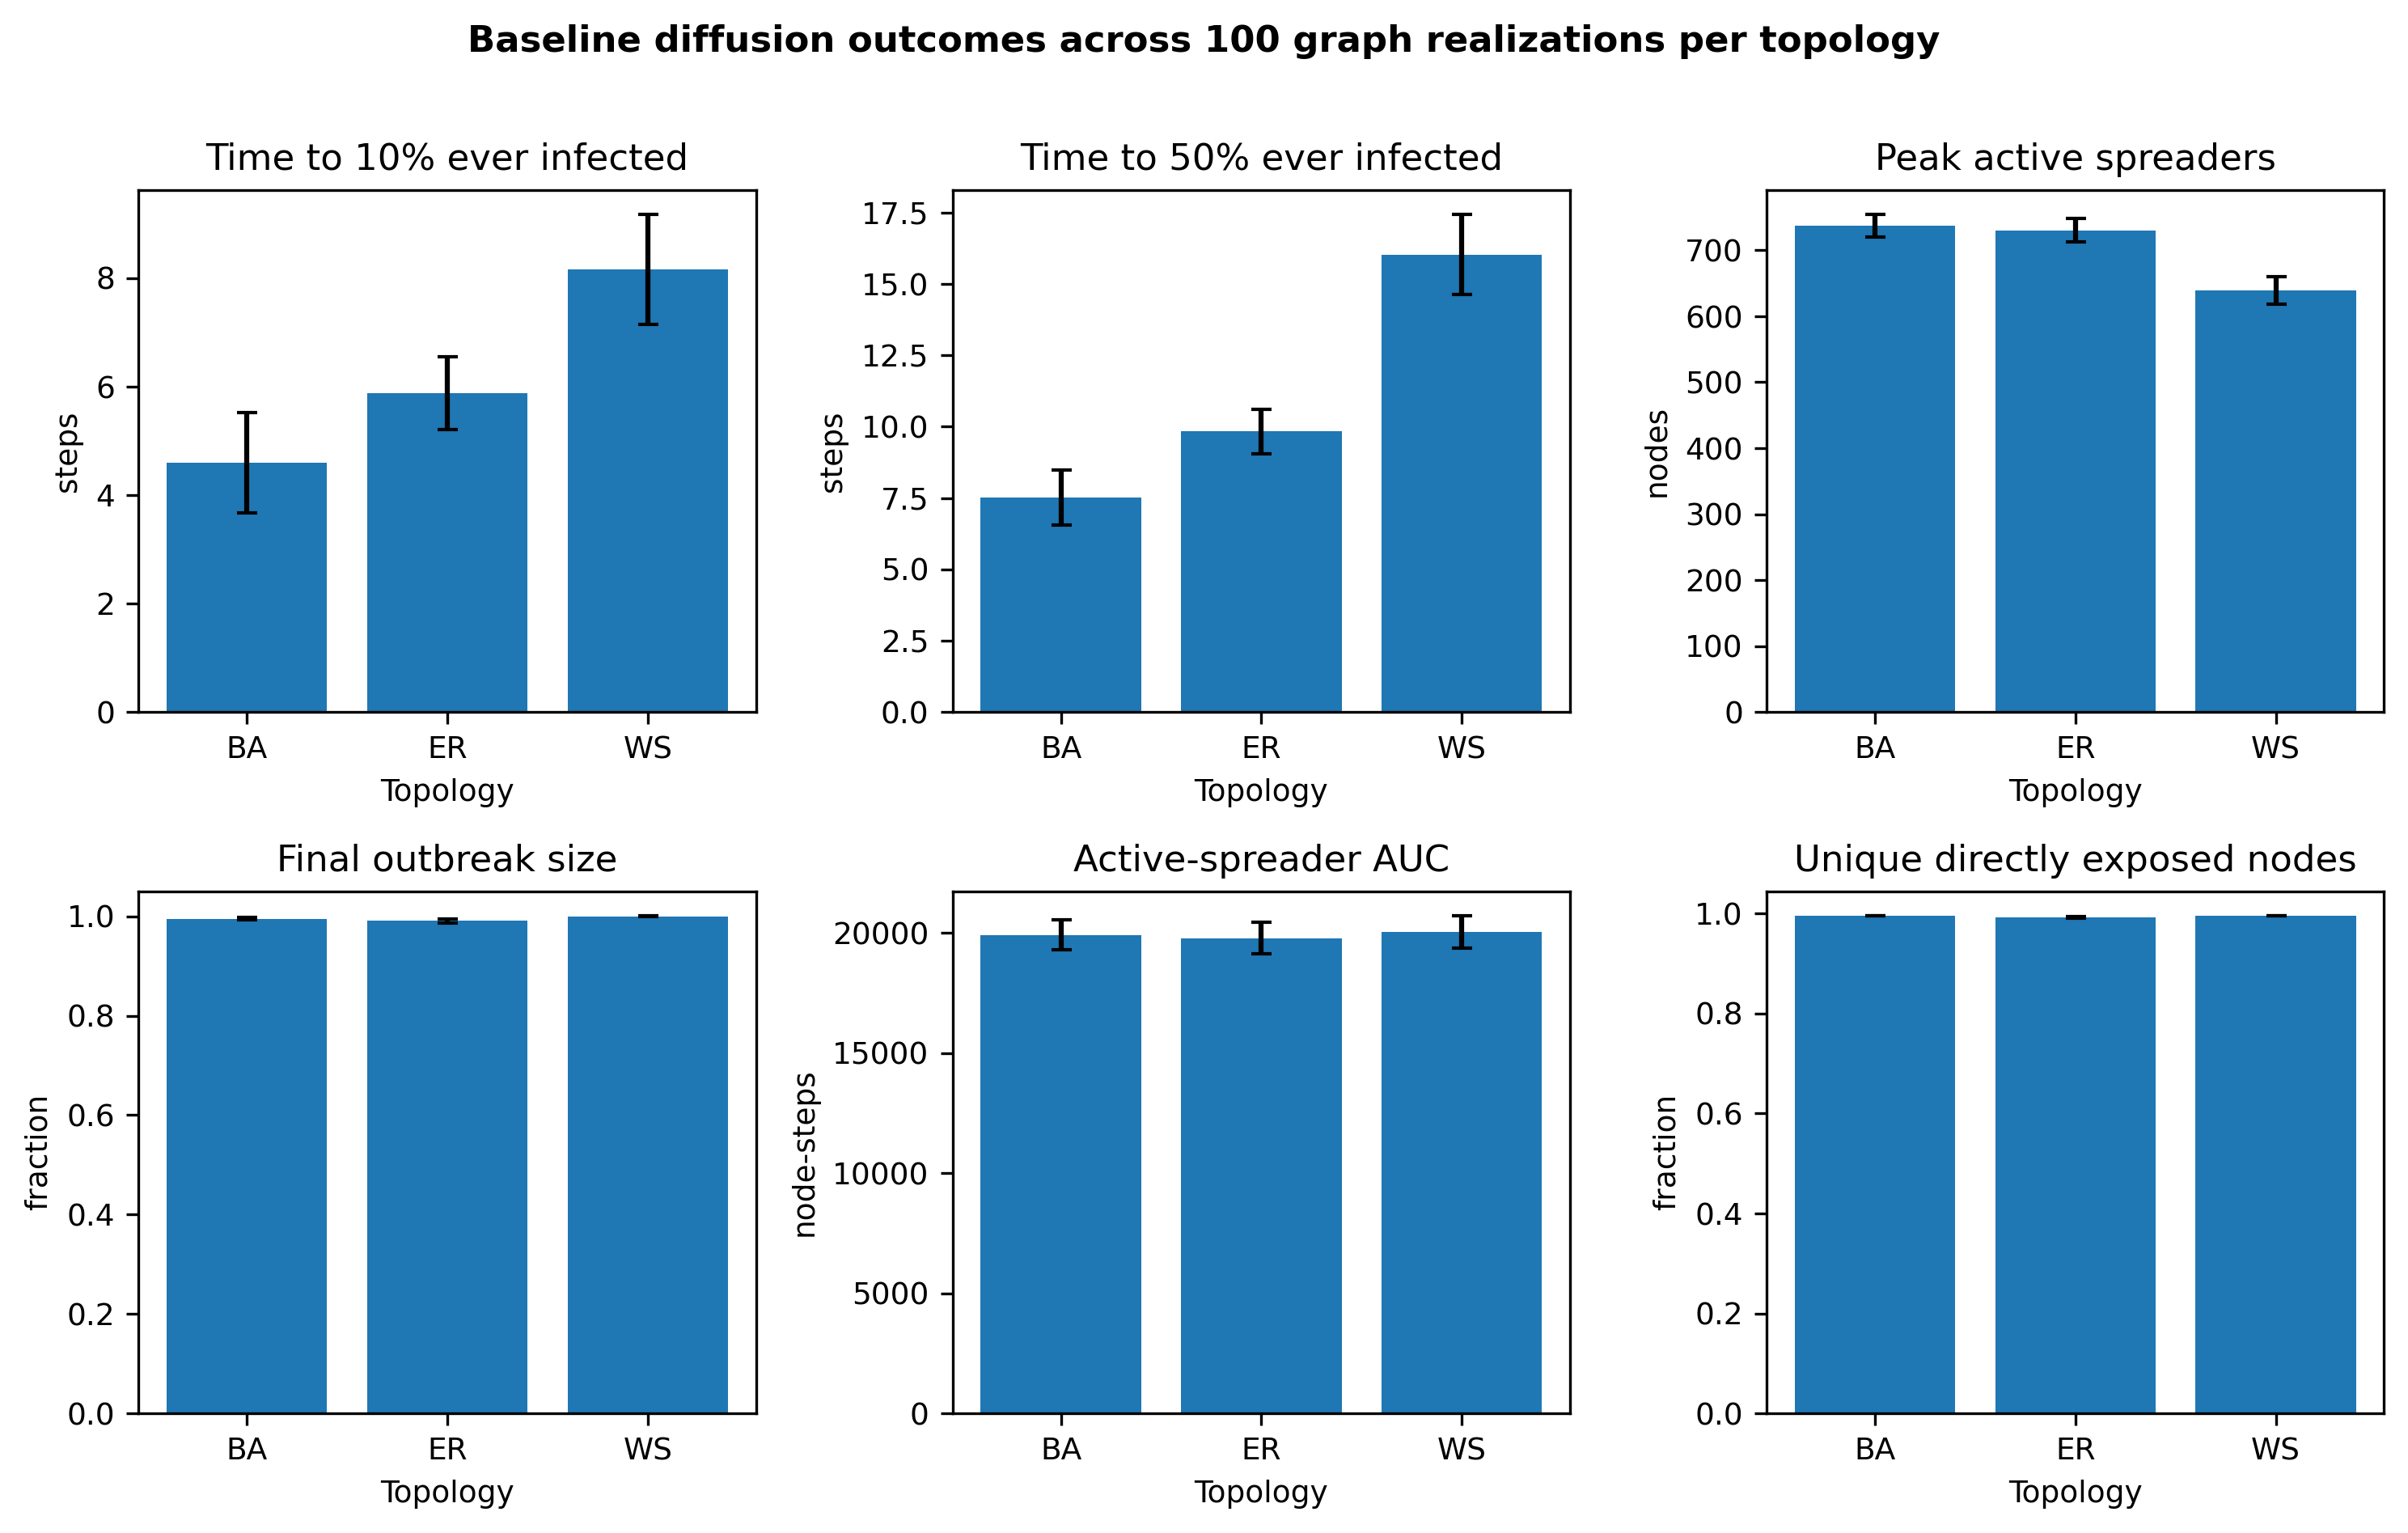 Baseline diffusion outcomes across 100 graph realizations per topology
Time to 10% ever infected
8
6
4
2
0
steps
BA ER WS
Topology
Time to 50% ever infected
17.5
15.0
12.5
10.0
7.5
5.0
2.5
0.0
steps
BA ER WS
Topology
Peak active spreaders
700
600
500
400
300
200
100
0
nodes
BA ER WS
Topology
Final outbreak size
1.0
0.8
0.6
0.4
0.2
0.0
fraction
BA ER WS
Topology
Active-spreader AUC
20000
15000
10000
5000
0
node-steps
BA ER WS
Topology
Unique directly exposed nodes
1.0
0.8
0.6
0.4
0.2
0.0
fraction
BA ER WS
Topology